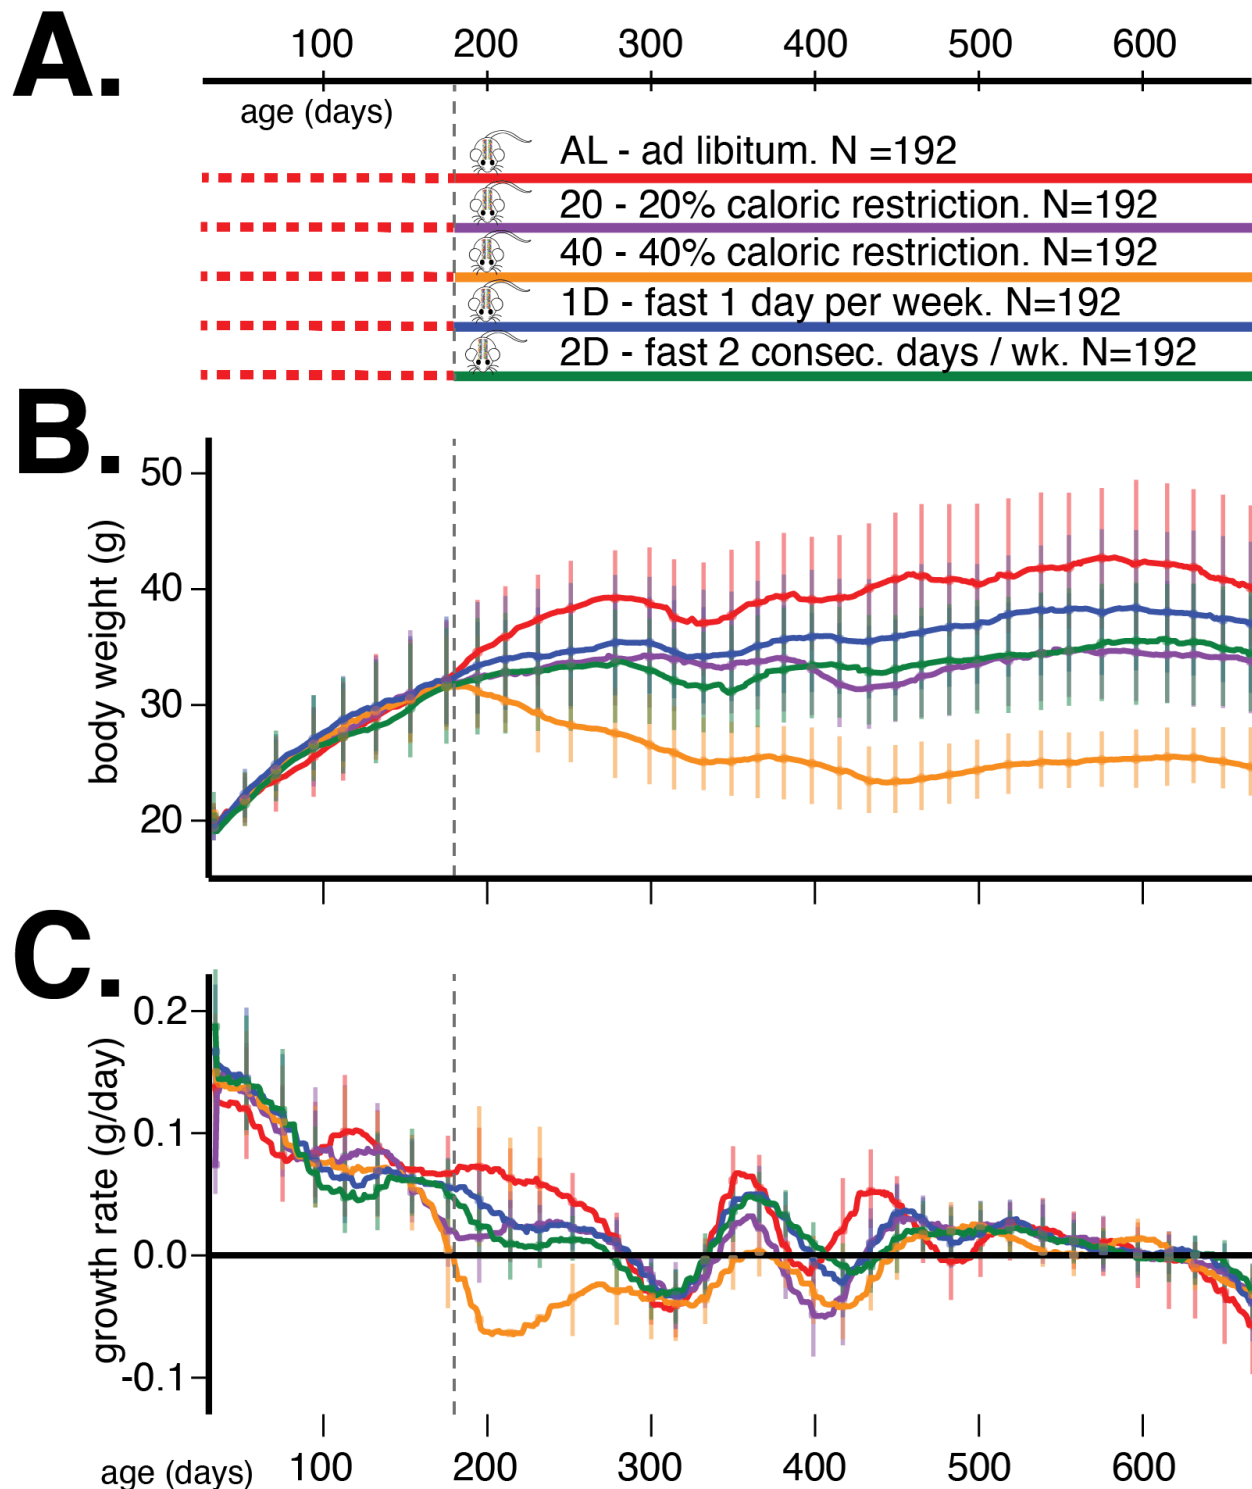 A.
100 200 300 400 500 600
age (days)
AL - ad libitum. N =192
20 - 20% caloric restriction. N=192
40 - 40% caloric restriction. N=192
1D - fast 1 day per week. N=192
2D - fast 2 consec. days / wk. N=192
B.
body weight (g)
50
40
30
20
C.
growth rate (g/day)
0.2
0.1
0.0
-0.1
age (days) 100 200 300 400 500 600